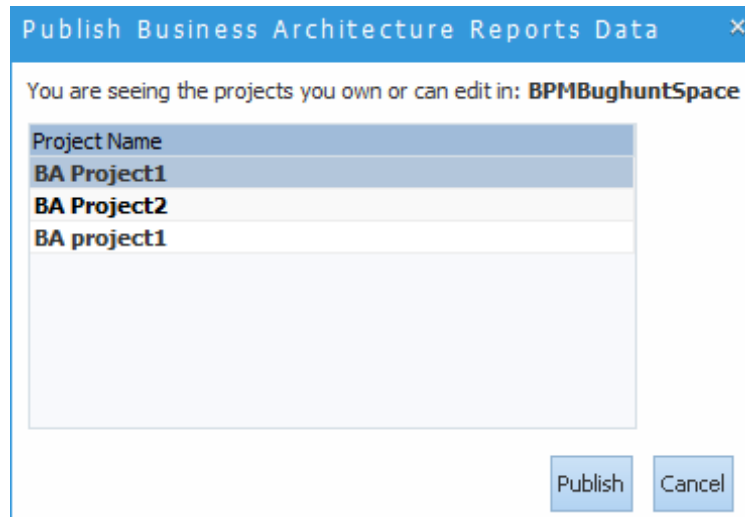 Publish Business Architecture Reports Data
You are seeing the projects you own or can edit in: BPMBughuntSpace
Project Name
BA Project1
BA Project2
BA project1
Publish Cancel